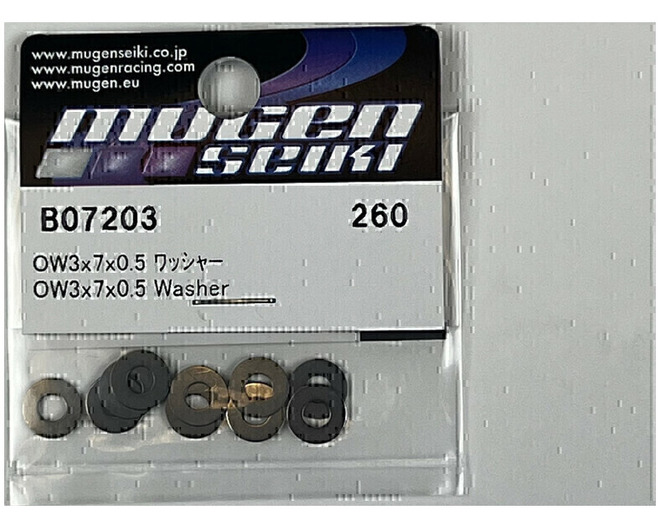 www.mugenseiki.co.jp
www.mugenracing.com
www.mugen.eu
mugen
seiki
B07203 260
OW3x7x0.5 ワッシャー
OW3x7x0.5 Washer